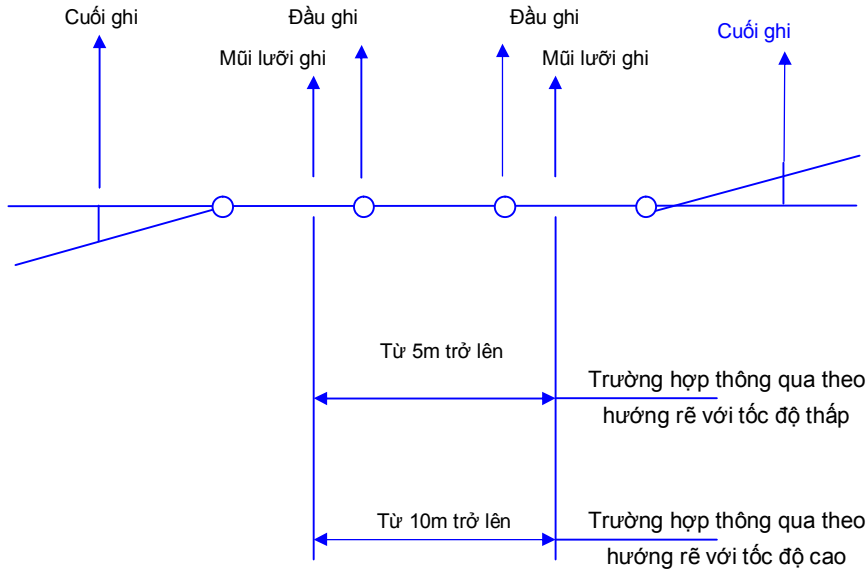 Cuối ghi
Đầu ghi
Đầu ghi
Cuối ghi
Mũi lưỡi ghi
Mũi lưỡi ghi
Từ 5m trở lên
Trường hợp thông qua theo
hướng rẽ với tốc độ thấp
Từ 10m trở lên
Trường hợp thông qua theo
hướng rẽ với tốc độ cao